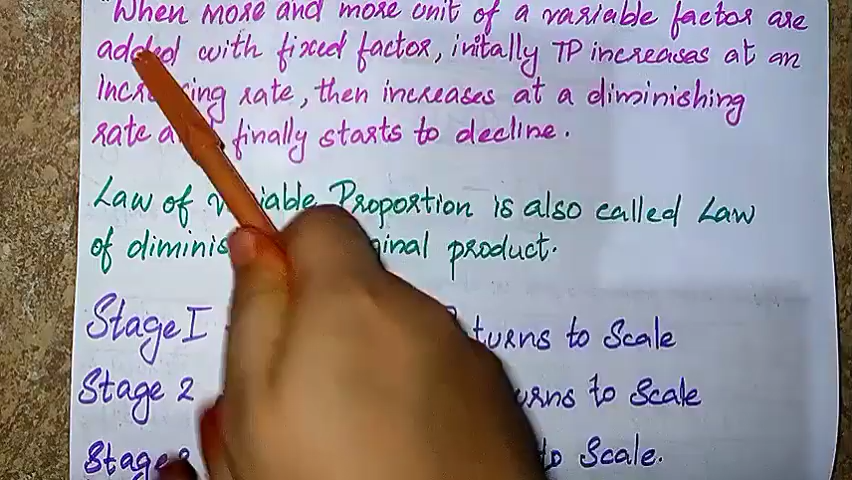 "When more and more unit of a variable factor are
added with fixed factor, initally TP increases at an
rate, then increases at a diminishing
rate finally starts to decline.
Law of Proportion is also called Law
of product.
Stage I to Scale
Stage 2 to Scale
Stage Scale.